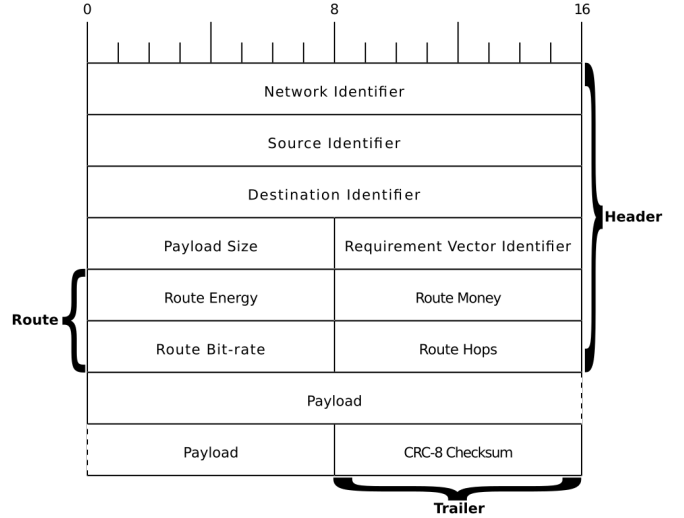 0 8 16
Network Identifier
Source Identifier
Destination Identifier
Header
Payload Size Requirement Vector Identifier
Route Energy Route Money
Route
Route Bit-rate Route Hops
Payload
Payload CRC-8 Checksum
Trailer